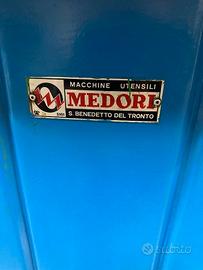 MACCHINE UTENSILI
MEDORI
S. BENEDETTO DEL TRONTO
subito